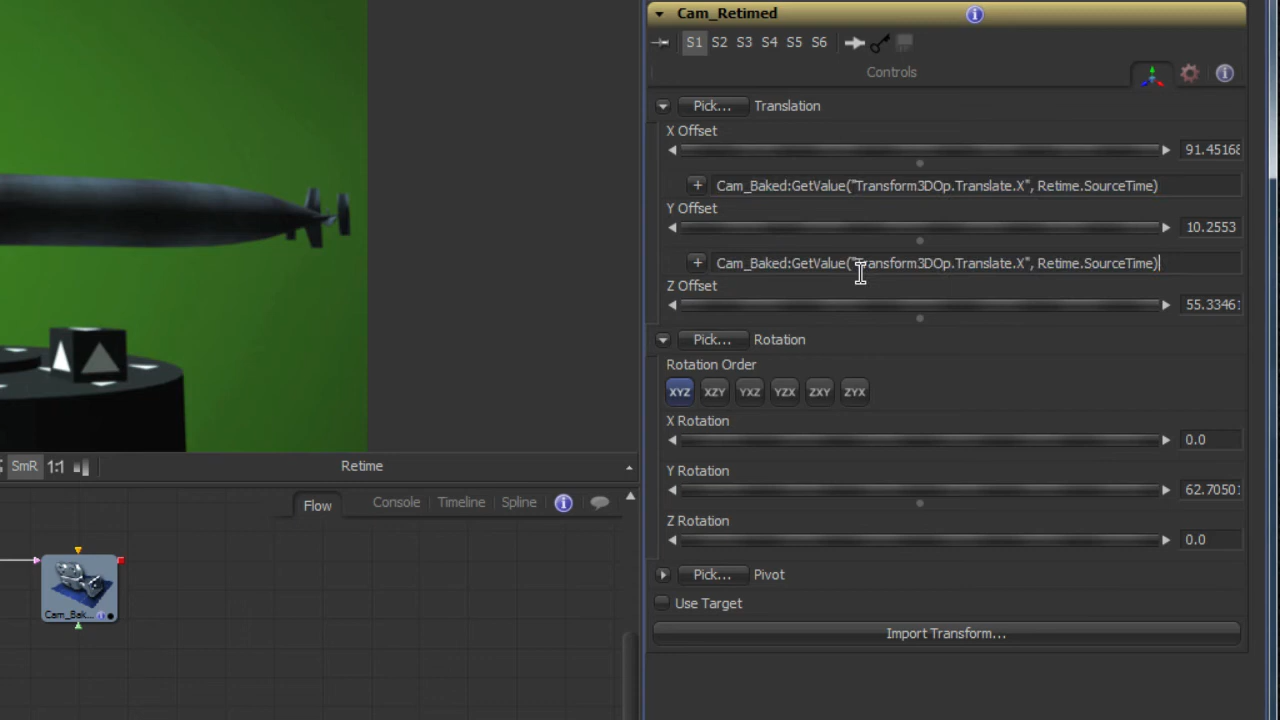 Cam_Retimed
S1 S2 S3 S4 S5 S6
Controls
Pick... Translation
X Offset
91.45168
+ Cam_Baked:GetValue("Transform3DOp.Translate.X", Retime.SourceTime)
Y Offset
10.2553
+ Cam_Baked:GetValue("Transform3DOp.Translate.X", Retime.SourceTime)
Z Offset
55.33461
Pick... Rotation
Rotation Order
XYZ XZY YXZ YZX ZXY ZYX
X Rotation
0.0
Y Rotation
62.70501
Z Rotation
0.0
Pick... Pivot
Use Target
Import Transform...
SmR 1:1 Retime
Flow Console Timeline Spline
Cam_Bak...